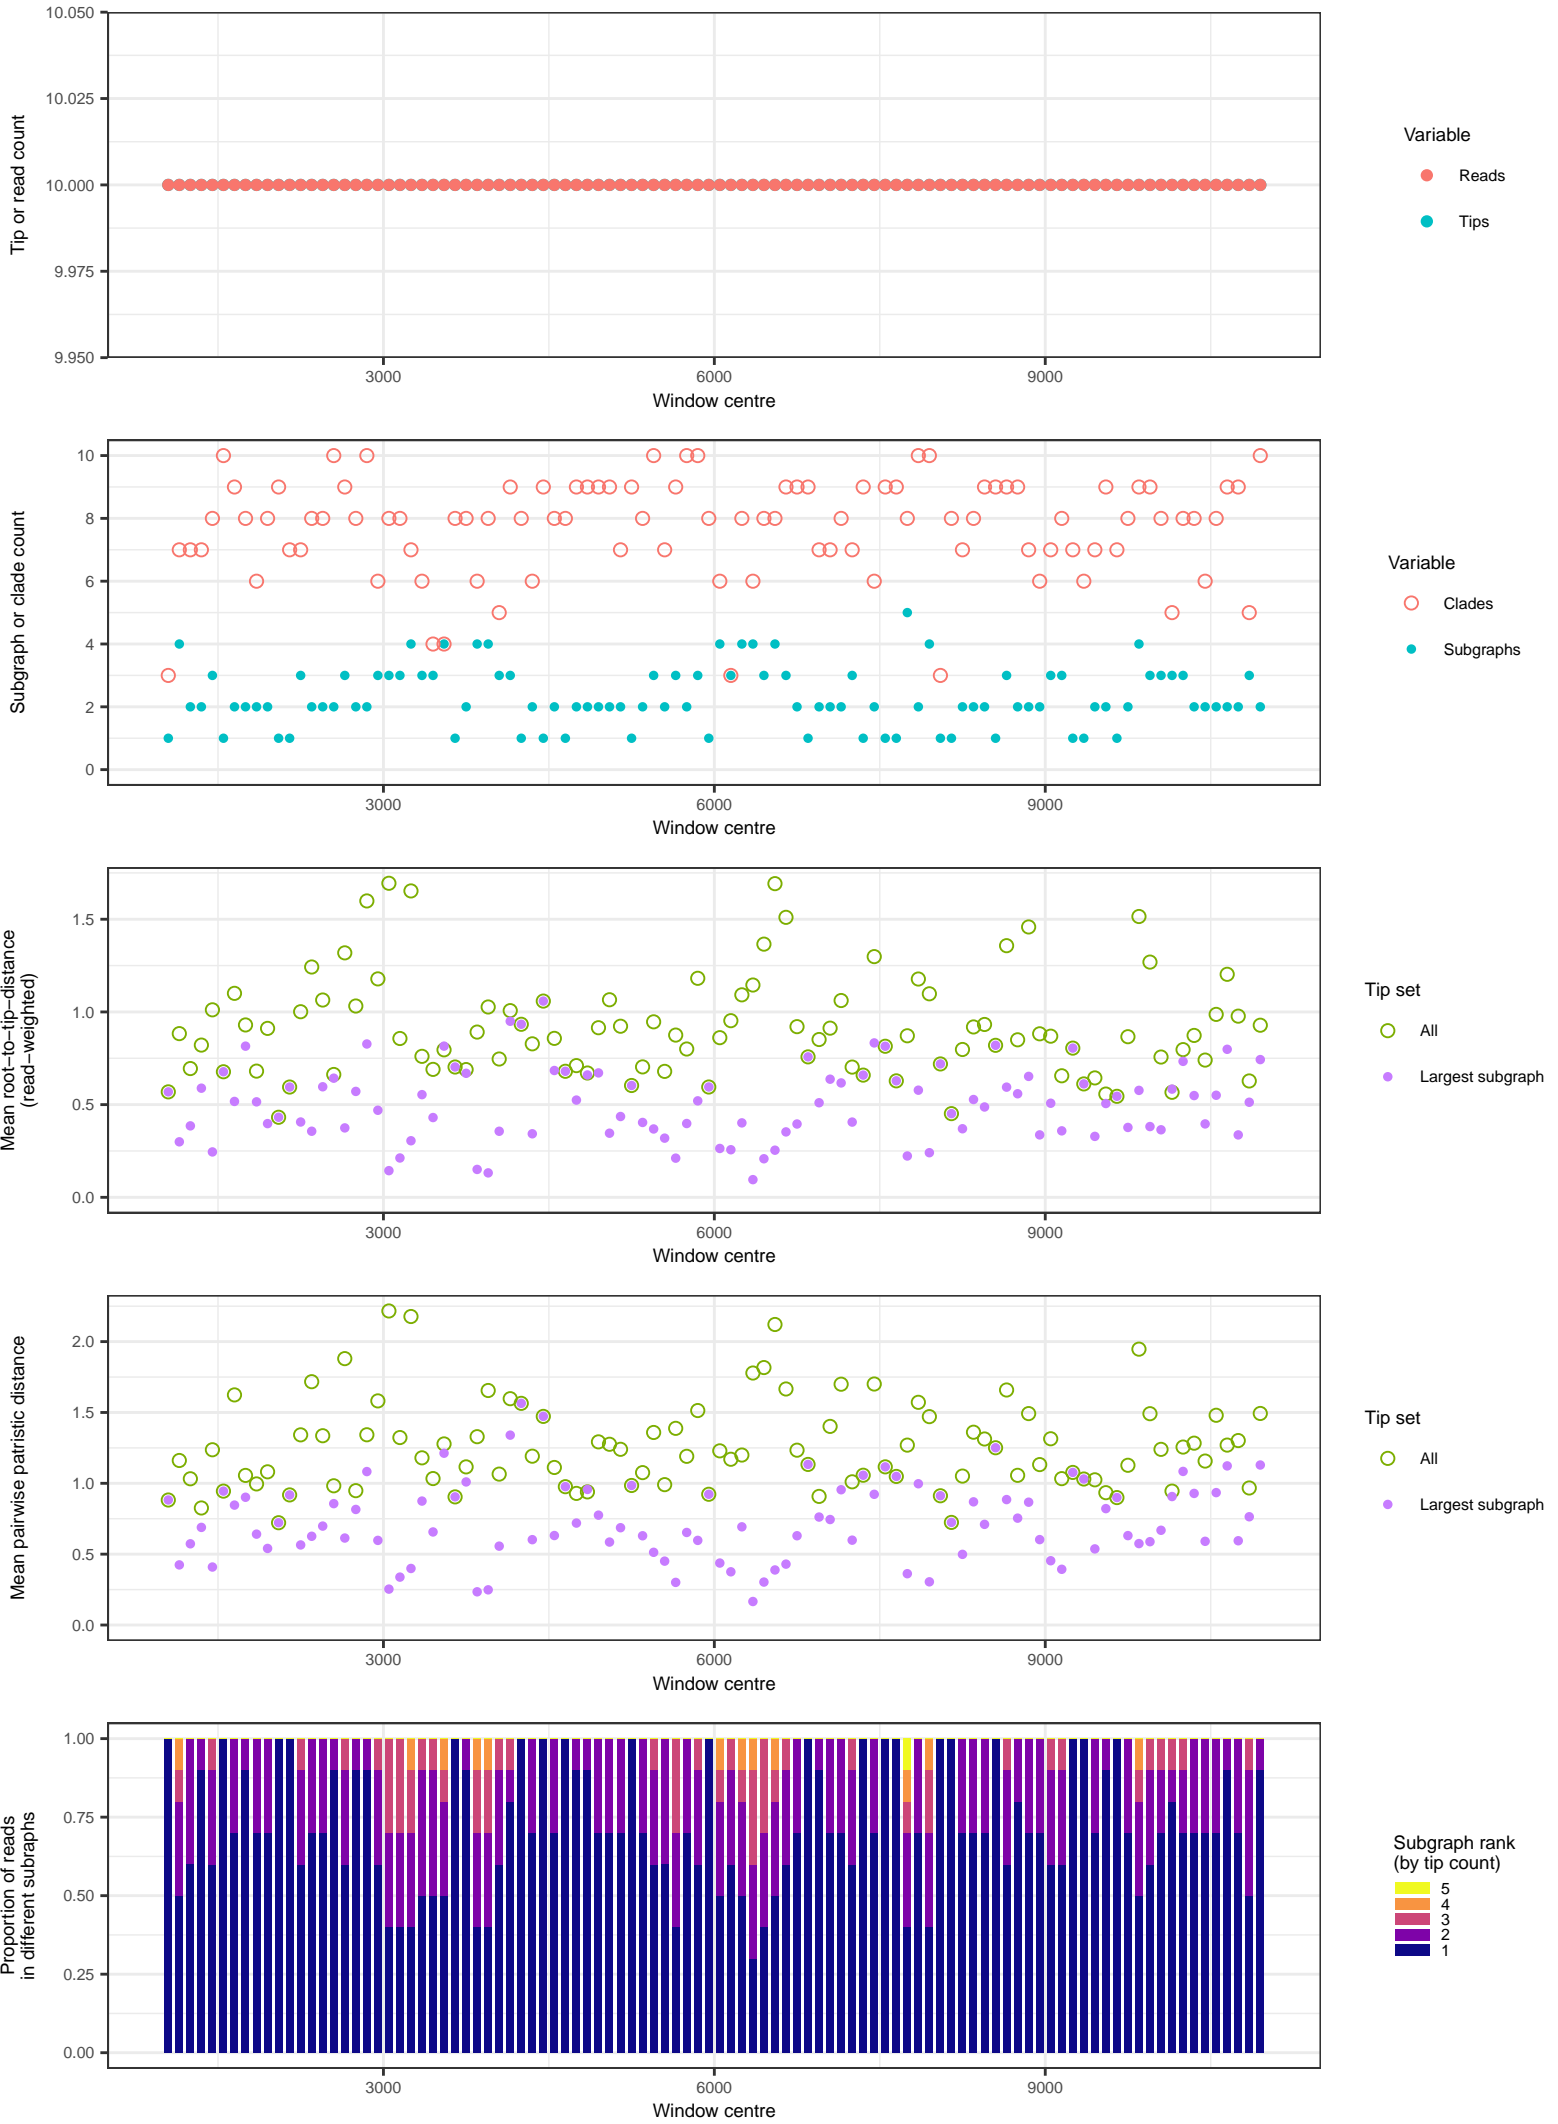 10.050
10.025
10.000
9.975
9.950
Tip or read count
3000 6000 9000
Window centre
Variable
Reads
Tips
10
8
6
4
2
0
Subgraph or clade count
3000 6000 9000
Window centre
Variable
Clades
Subgraphs
1.5
1.0
0.5
0.0
Mean root−to−tip−distance
(read−weighted)
3000 6000 9000
Window centre
Tip set
All
Largest subgraph
2.0
1.5
1.0
0.5
0.0
Mean pairwise patristic distance
3000 6000 9000
Window centre
Tip set
All
Largest subgraph
1.00
0.75
0.50
0.25
0.00
Proportion of reads
in different subraphs
3000 6000 9000
Window centre
Subgraph rank
(by tip count)
5
4
3
2
1